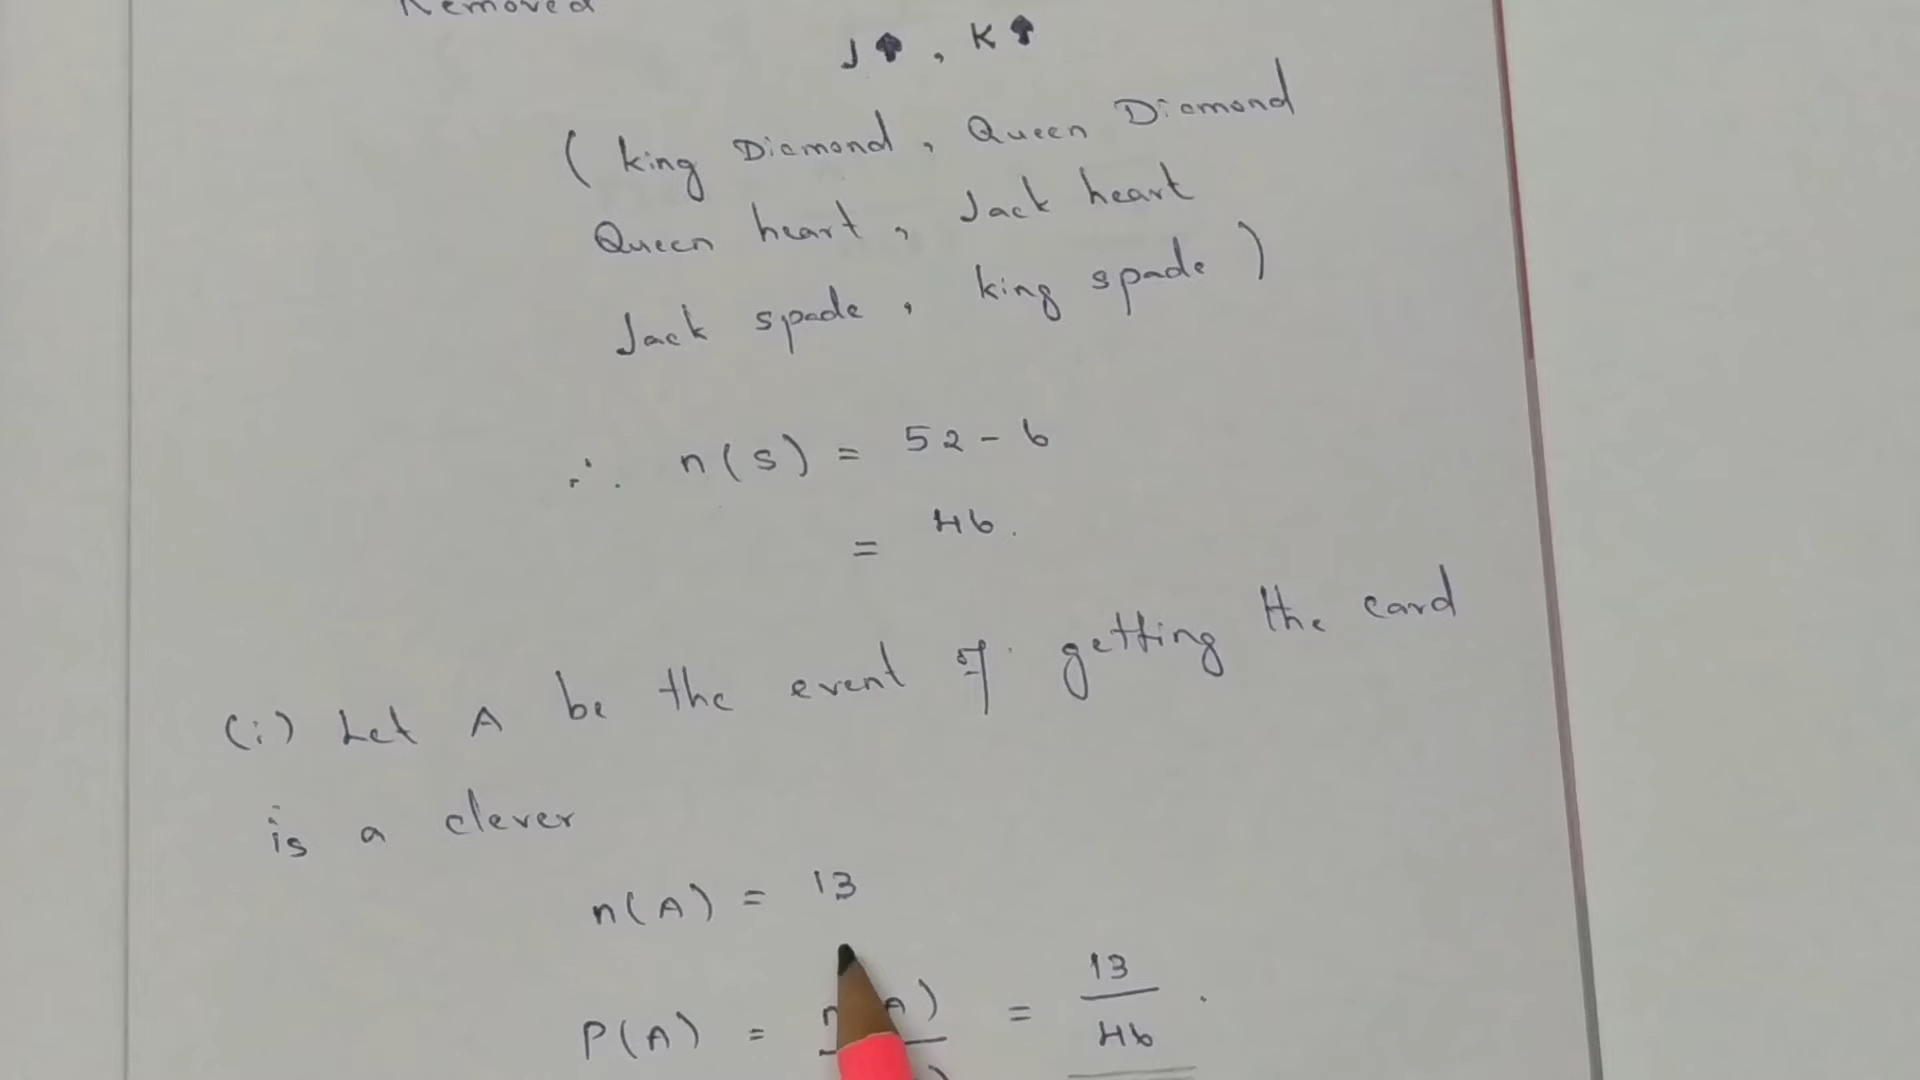 Removed
J♠, K♠
( king Diamond, Queen Diamond
Queen heart, Jack heart
Jack spade, king spade )
∴ n(S) = 52 - 6
= 46.
(i) Let A be the event of getting the card
is a clever
n(A) = 13
P(A) = n(A) = 13/46.